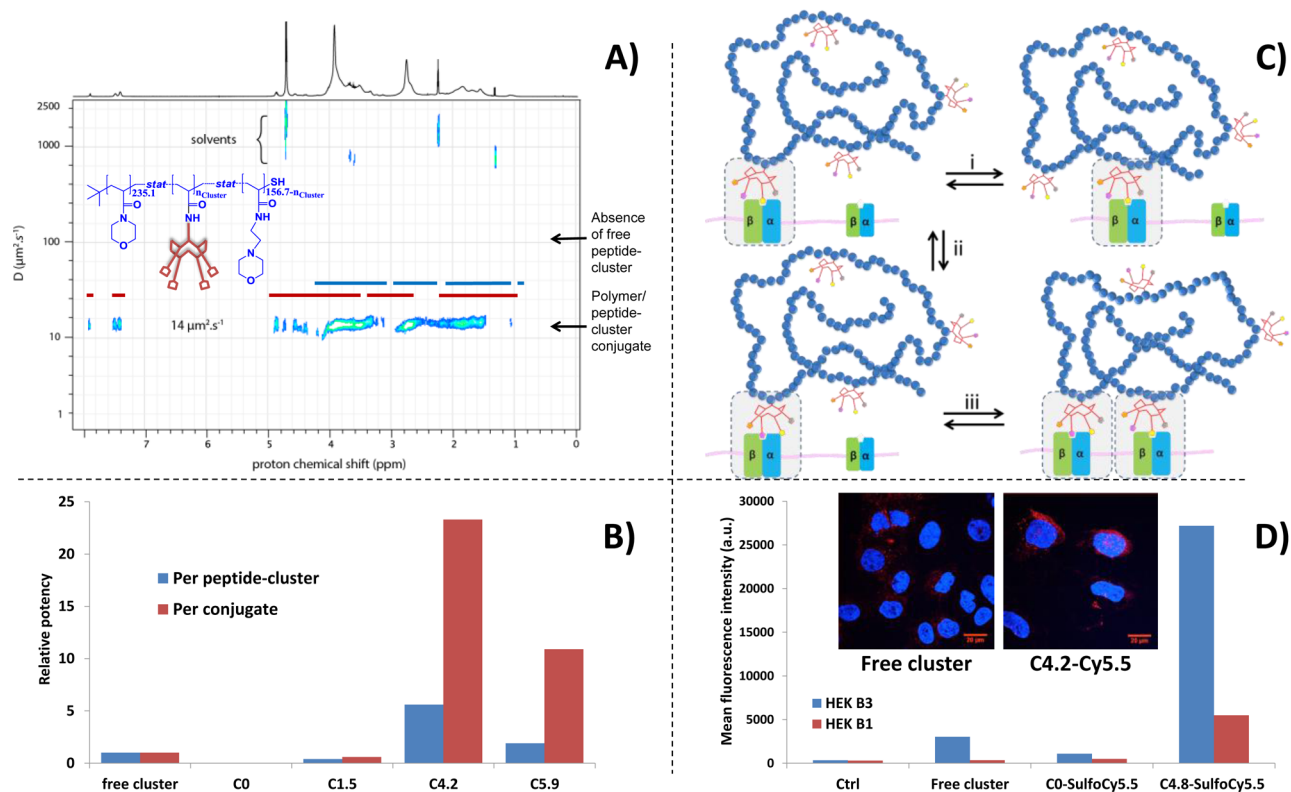 A)
2500
1000
100
10
1
D (µm².s⁻¹)
solvents
stat
stat
SH
235.1
nCluster
156.7-nCluster
O
O
O
N
NH
NH
O
N
O
14 µm².s⁻¹
7
6
5
4
3
2
1
0
proton chemical shift (ppm)
Absence
of free
peptide-
cluster
Polymer/
peptide-
cluster
conjugate
C)
i
β
α
β
α
β
α
β
α
ii
iii
β
α
β
α
β
α
β
α
B)
25
20
15
10
5
0
Relative potency
Per peptide-cluster
Per conjugate
free cluster
C0
C1.5
C4.2
C5.9
D)
30000
25000
20000
15000
10000
5000
0
Mean fluorescence intensity (a.u.)
20 µm
20 µm
Free cluster
C4.2-Cy5.5
HEK B3
HEK B1
Ctrl
Free cluster
C0-SulfoCy5.5
C4.8-SulfoCy5.5